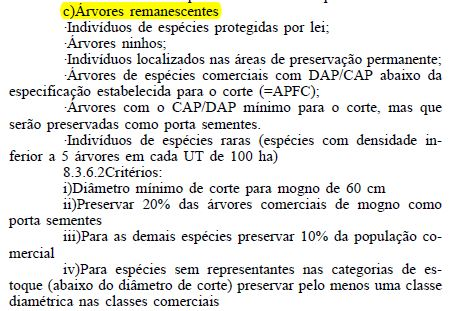 c)Árvores remanescentes
·Indivíduos de espécies protegidas por lei;
·Árvores ninhos;
·Indivíduos localizados nas áreas de preservação permanente;
·Árvores de espécies comerciais com DAP/CAP abaixo da
especificação estabelecida para o corte (=APFC);
·Árvores com o CAP/DAP mínimo para o corte, mas que
serão preservadas como porta sementes.
·Indivíduos de espécies raras (espécies com densidade in-
ferior a 5 árvores em cada UT de 100 ha)
8.3.6.2Critérios:
i)Diâmetro mínimo de corte para mogno de 60 cm
ii)Preservar 20% das árvores comerciais de mogno como
porta sementes
iii)Para as demais espécies preservar 10% da população co-
mercial
iv)Para espécies sem representantes nas categorias de es-
toque (abaixo do diâmetro de corte) preservar pelo menos uma classe
diamétrica nas classes comerciais